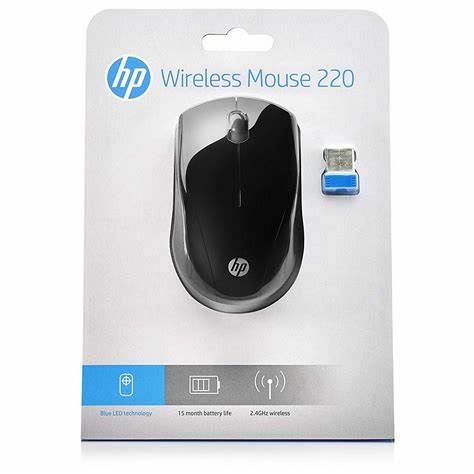 hp
Wireless Mouse 220
hp
Blue LED technology
15 month battery life
2.4GHz wireless